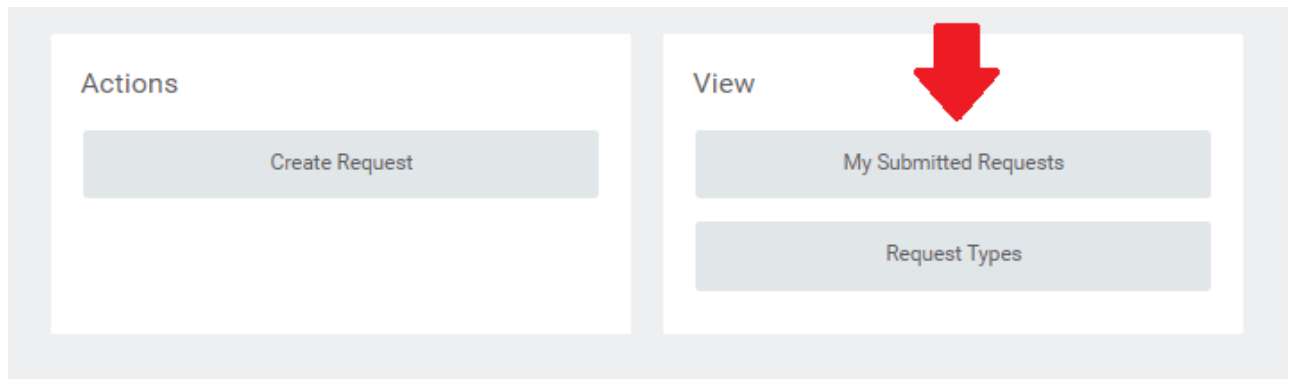 Actions
Create Request
View
My Submitted Requests
Request Types